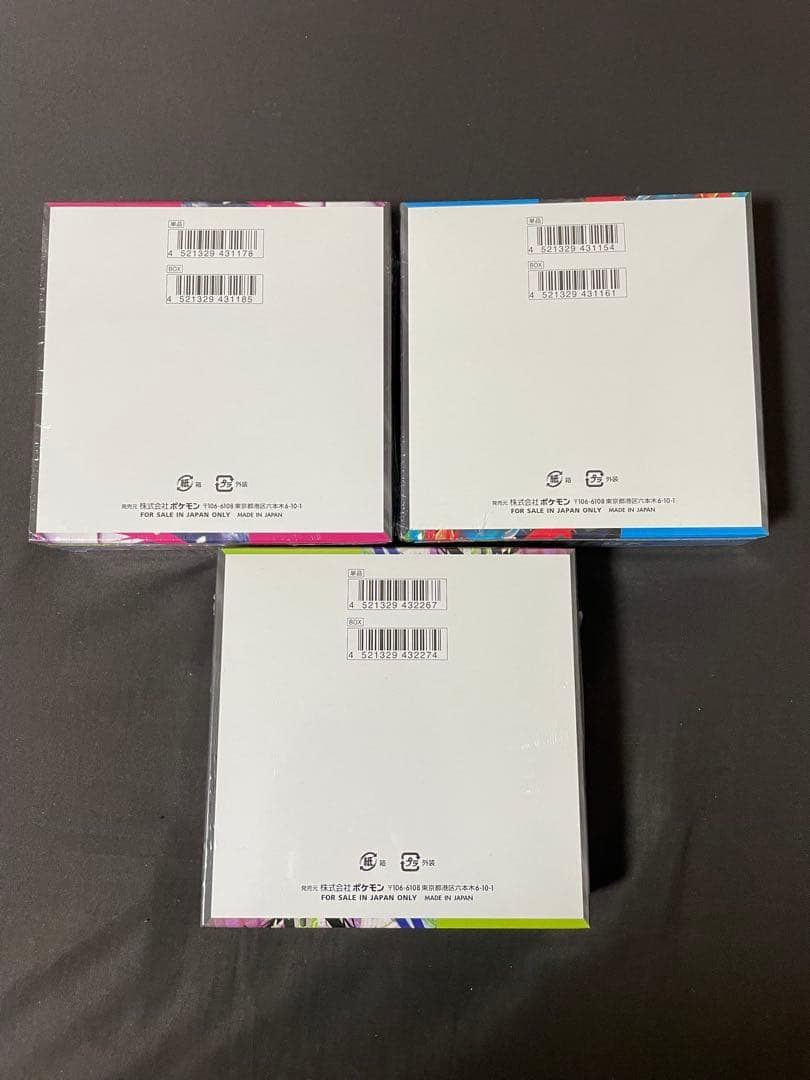 単品
4 521329 431178
BOX
4 521329 431185
紙 箱 プラ 外装
発売元 株式会社ポケモン 〒106-6108 東京都港区六本木6-10-1
FOR SALE IN JAPAN ONLY MADE IN JAPAN
単品
4 521329 431154
BOX
4 521329 431161
紙 箱 プラ 外装
発売元 株式会社ポケモン 〒106-6108 東京都港区六本木6-10-1
FOR SALE IN JAPAN ONLY MADE IN JAPAN
単品
4 521329 432267
BOX
4 521329 432274
紙 箱 プラ 外装
発売元 株式会社ポケモン 〒106-6108 東京都港区六本木6-10-1
FOR SALE IN JAPAN ONLY MADE IN JAPAN